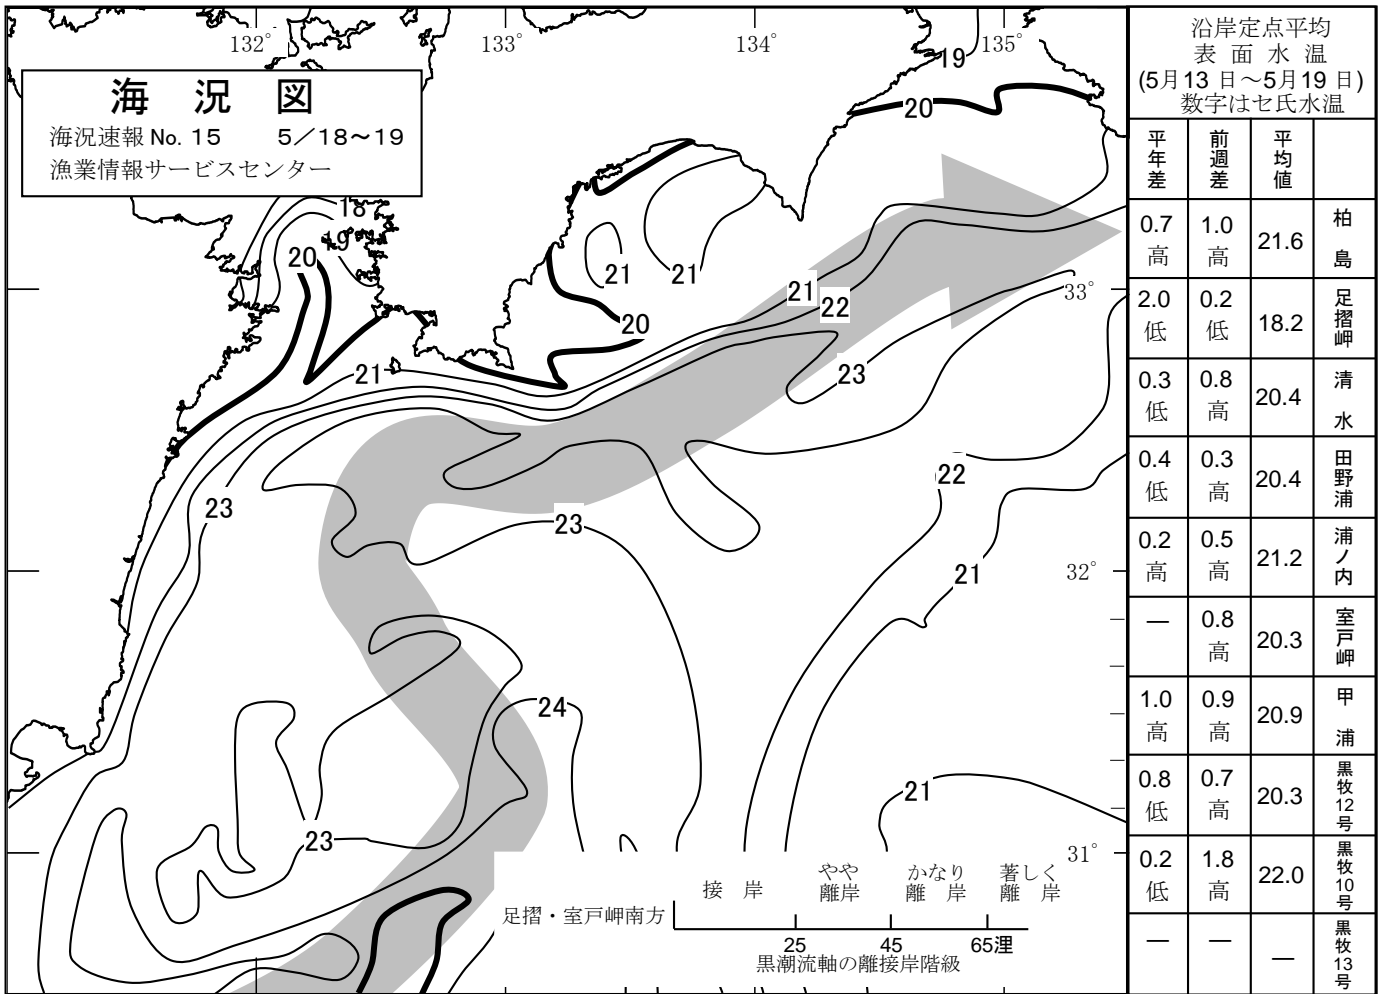 132°
133°
134°
135°
海 況 図
海況速報 No. 15 5/18～19
漁業情報サービスセンター
19
20
18
19
20
21
21
20
21
22
33°
21
23
22
23
23
21
32°
24
21
23
31°
接 岸
やや
離岸
かなり
離 岸
著しく
離 岸
足摺・室戸岬南方
25 45 65浬
黒潮流軸の離接岸階級
沿岸定点平均
表 面 水 温
(5月13 日～5月19 日)
数字はセ氏水温
平年差 前週差 平均値
0.7高 1.0高 21.6 柏島
2.0低 0.2低 18.2 足摺岬
0.3低 0.8高 20.4 清水
0.4低 0.3高 20.4 田野浦
0.2高 0.5高 21.2 浦ノ内
— 0.8高 20.3 室戸岬
1.0高 0.9高 20.9 甲浦
0.8低 0.7高 20.3 黒牧12号
0.2低 1.8高 22.0 黒牧10号
— — — 黒牧13号